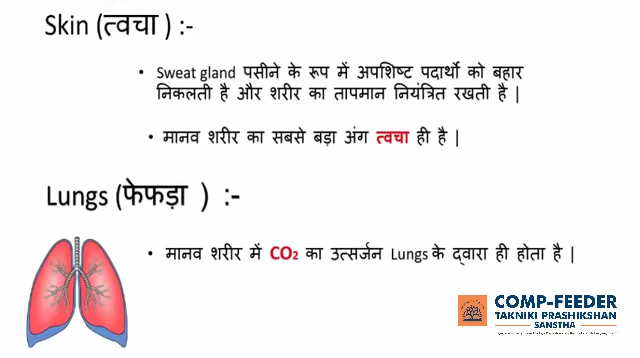 Skin (त्वचा ) :-
• Sweat gland पसीने के रूप में अपशिष्ट पदार्थो को बहार
निकलती है और शरीर का तापमान नियंत्रित रखती है |
• मानव शरीर का सबसे बड़ा अंग त्वचा ही है |
Lungs (फेफड़ा ) :-
• मानव शरीर में CO₂ का उत्सर्जन Lungs के द्वारा ही होता है |
COMP-FEEDER
TAKNIKI PRASHIKSHAN
SANSTHA